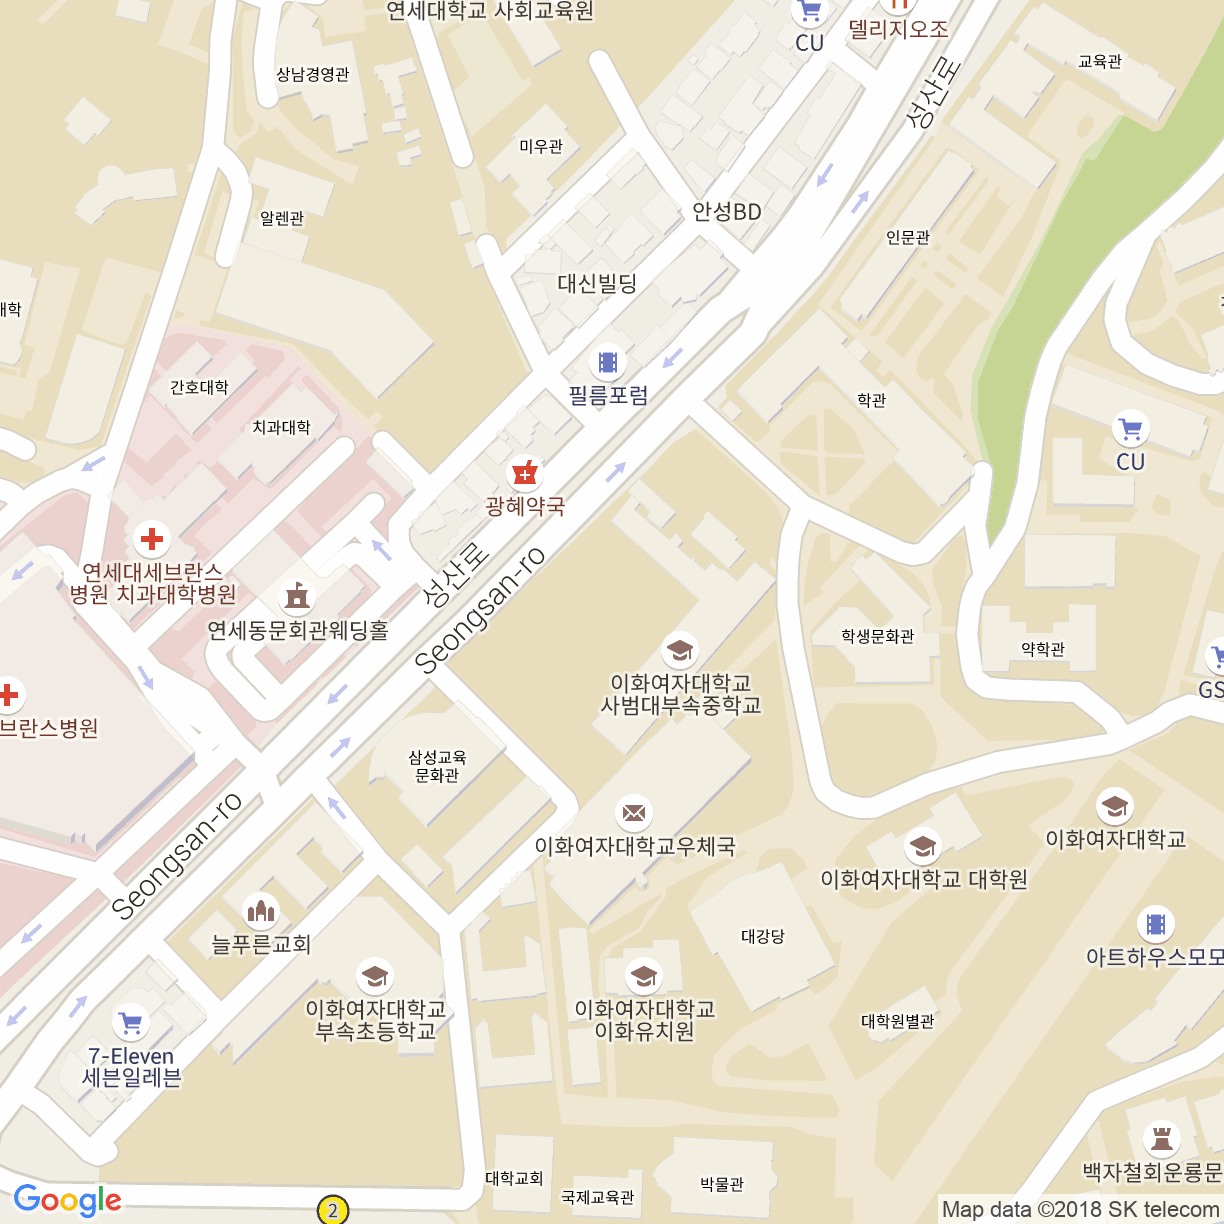 연세대학교 사회교육원
CU
델리지오조
교육관
상남경영관
성산로
미우관
알렌관
안성BD
인문관
대신빌딩
대학
필름포럼
간호대학
치과대학
학관
CU
광혜약국
연세대세브란스
병원 치과대학병원
성산로
Seongsan-ro
연세동문회관웨딩홀
학생문화관
약학관
이화여자대학교
사범대부속중학교
GS
브란스병원
삼성교육
문화관
Seongsan-ro
이화여자대학교우체국
이화여자대학교
이화여자대학교 대학원
늘푸른교회
대강당
아트하우스모모
이화여자대학교
부속초등학교
이화여자대학교
이화유치원
대학원별관
7-Eleven
세븐일레븐
대학교회
국제교육관
박물관
백자철회운룡문
Google
2
Map data ©2018 SK telecom